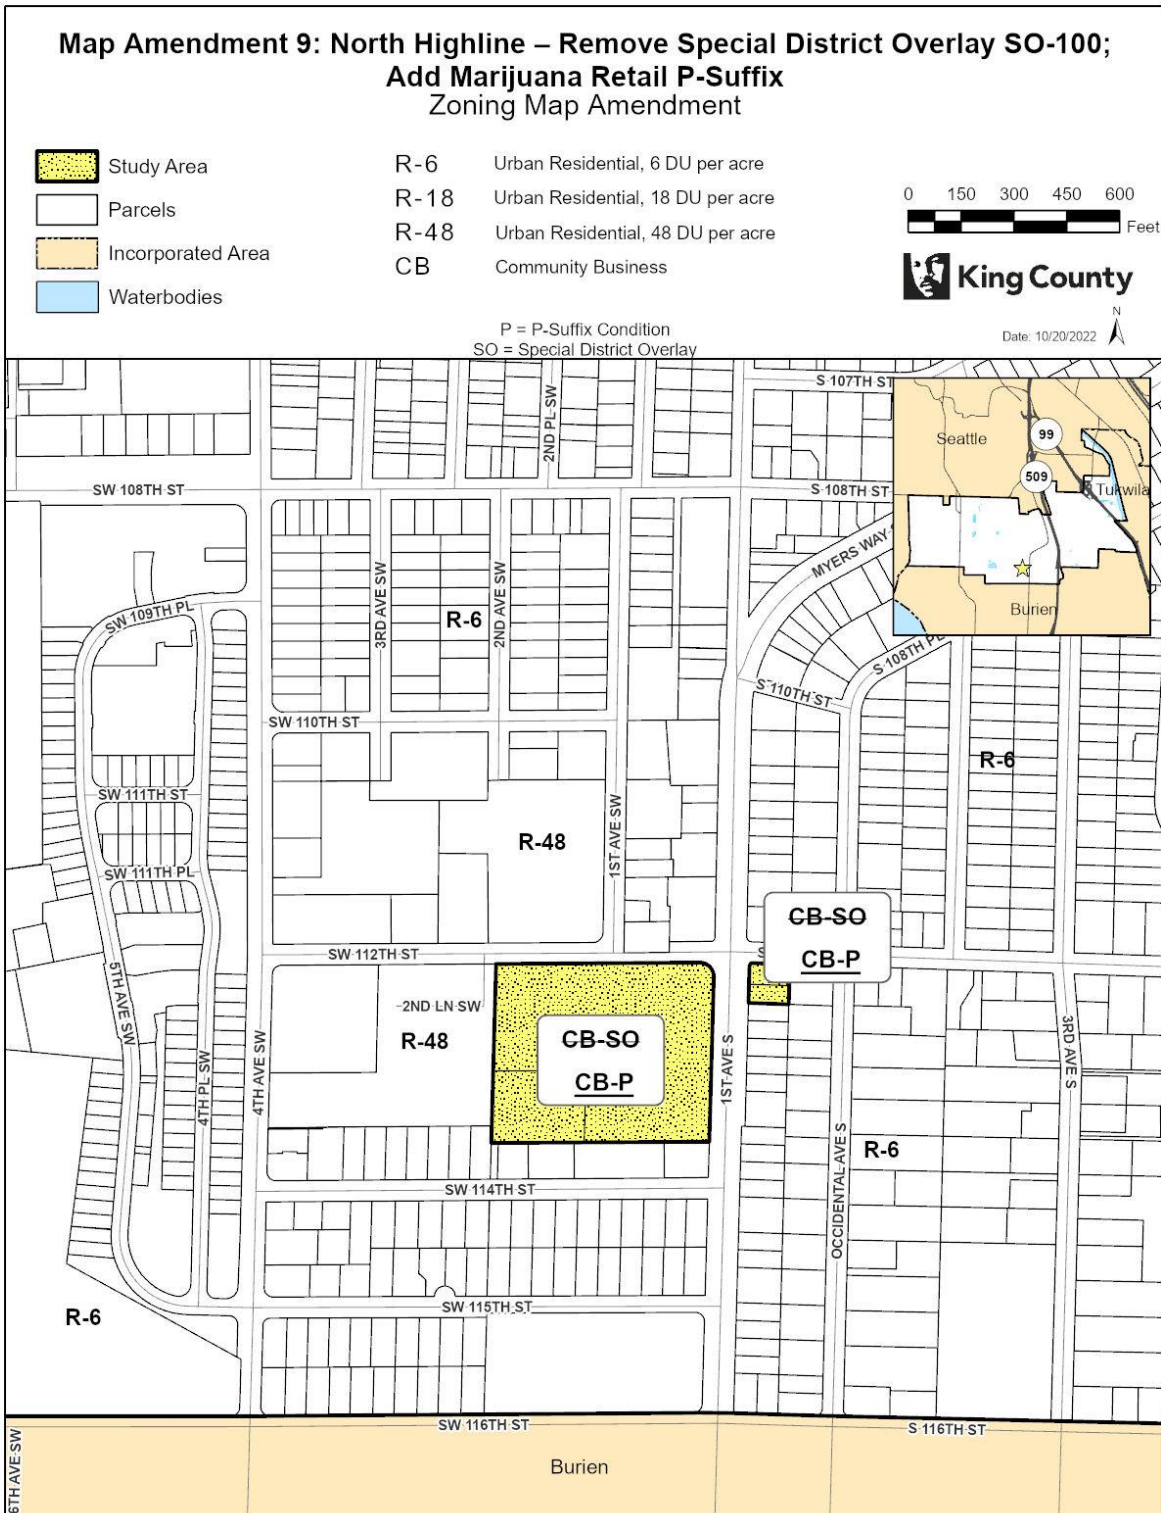 Map Amendment 9: North Highline – Remove Special District Overlay SO-100;
Add Marijuana Retail P-Suffix
Zoning Map Amendment
Study Area
Parcels
Incorporated Area
Waterbodies
R-6 Urban Residential, 6 DU per acre
R-18 Urban Residential, 18 DU per acre
R-48 Urban Residential, 48 DU per acre
CB Community Business
P = P-Suffix Condition
SO = Special District Overlay
0 150 300 450 600
Feet
King County
N
Date: 10/20/2022
S 107TH ST
2ND PL SW
Seattle
99
509
Tukwila
Burien
SW 108TH ST
S 108TH ST
MYERS WAY
SW 109TH PL
3RD AVE SW
2ND AVE SW
R-6
S 108TH PL
S 110TH ST
SW 110TH ST
R-6
SW 111TH ST
1ST AVE SW
R-48
SW 111TH PL
CB-SO
CB-P
SW 112TH ST
S
5TH AVE SW
2ND LN SW
R-48
CB-SO
CB-P
4TH PL SW
4TH AVE SW
1ST AVE S
3RD AVE S
OCCIDENTAL AVE S
R-6
SW 114TH ST
SW 115TH ST
R-6
SW 116TH ST
S 116TH ST
6TH AVE SW
Burien